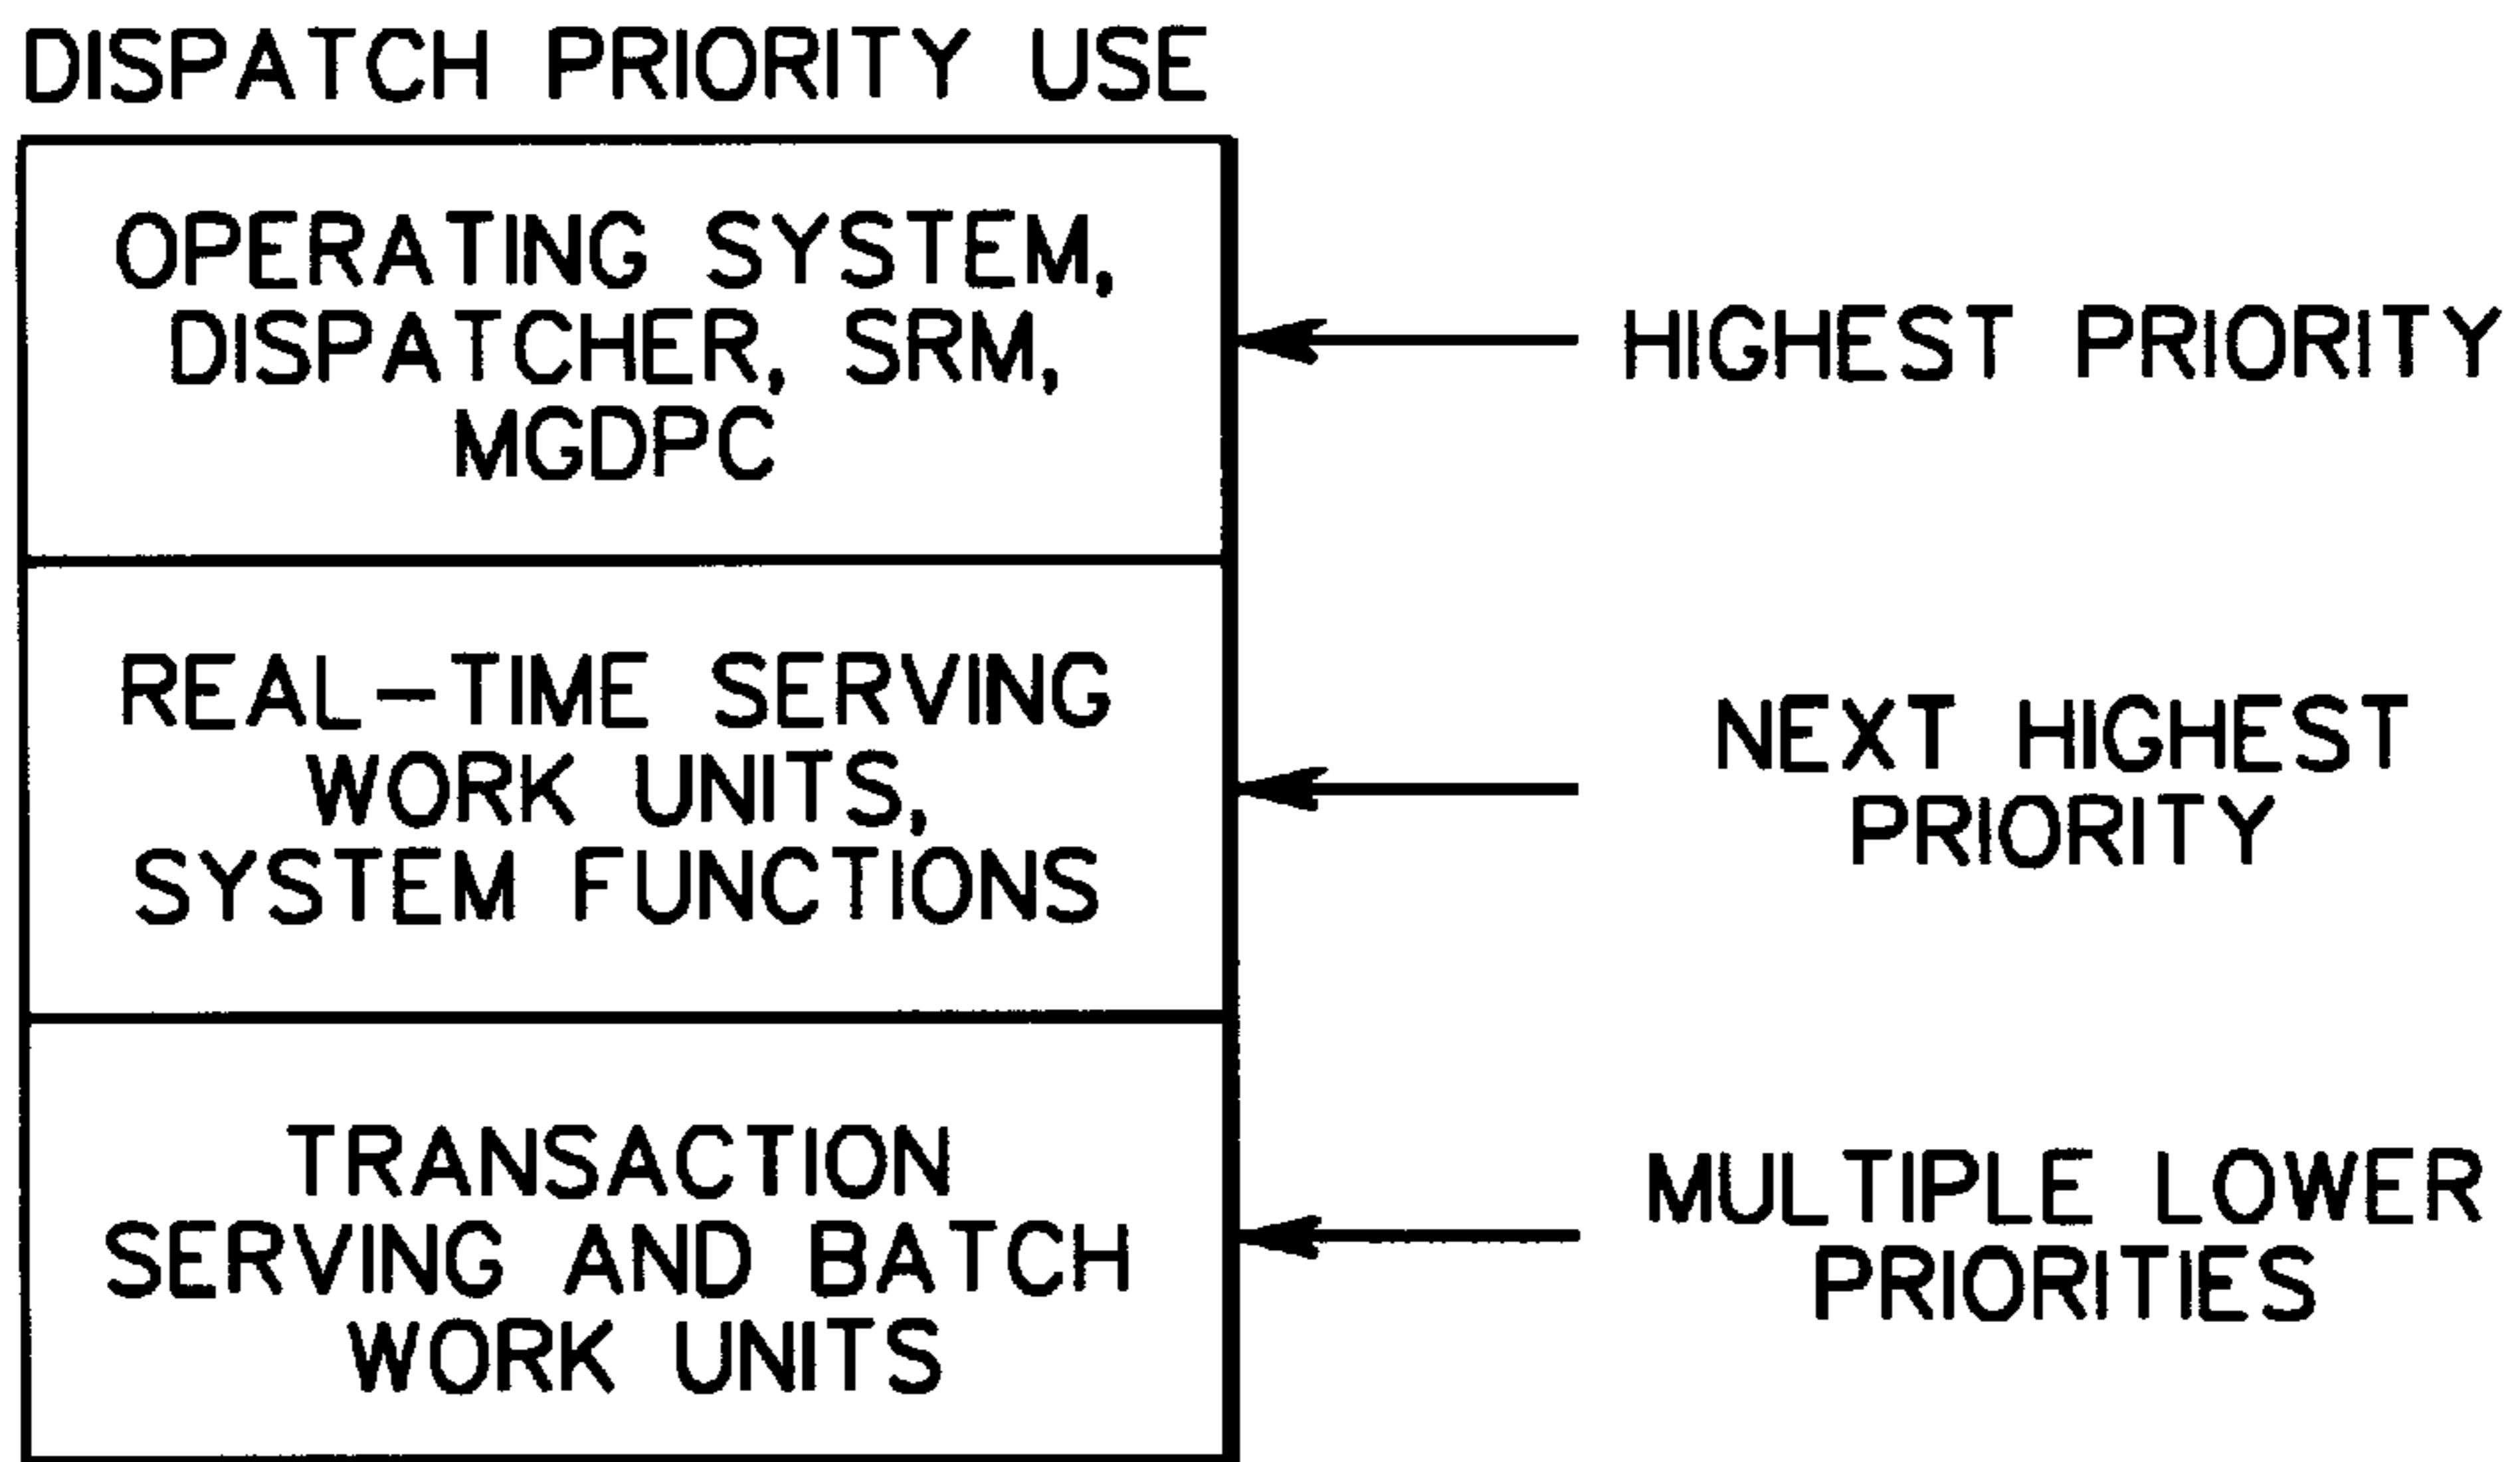 DISPATCH PRIORITY USE
OPERATING SYSTEM,
DISPATCHER, SRM,
MGDPC
HIGHEST PRIORITY
REAL-TIME SERVING
WORK UNITS,
SYSTEM FUNCTIONS
NEXT HIGHEST
PRIORITY
TRANSACTION
SERVING AND BATCH
WORK UNITS
MULTIPLE LOWER
PRIORITIES